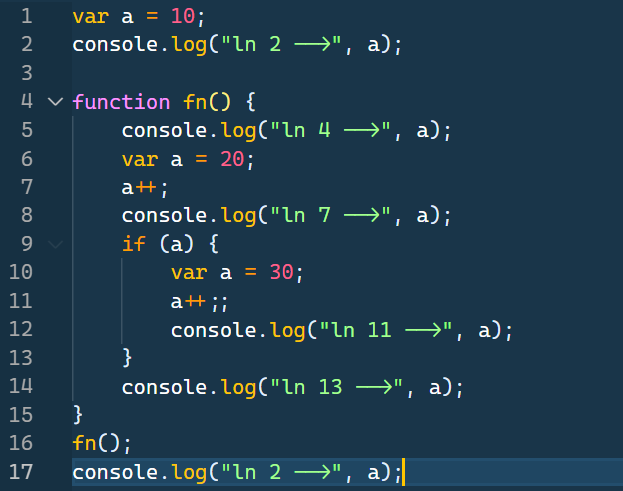 1 var a = 10;
2 console.log("ln 2 -->", a);
3
4 function fn() {
5 console.log("ln 4 -->", a);
6 var a = 20;
7 a++;
8 console.log("ln 7 -->", a);
9 if (a) {
10 var a = 30;
11 a++;;
12 console.log("ln 11 -->", a);
13 }
14 console.log("ln 13 -->", a);
15 }
16 fn();
17 console.log("ln 2 -->", a);